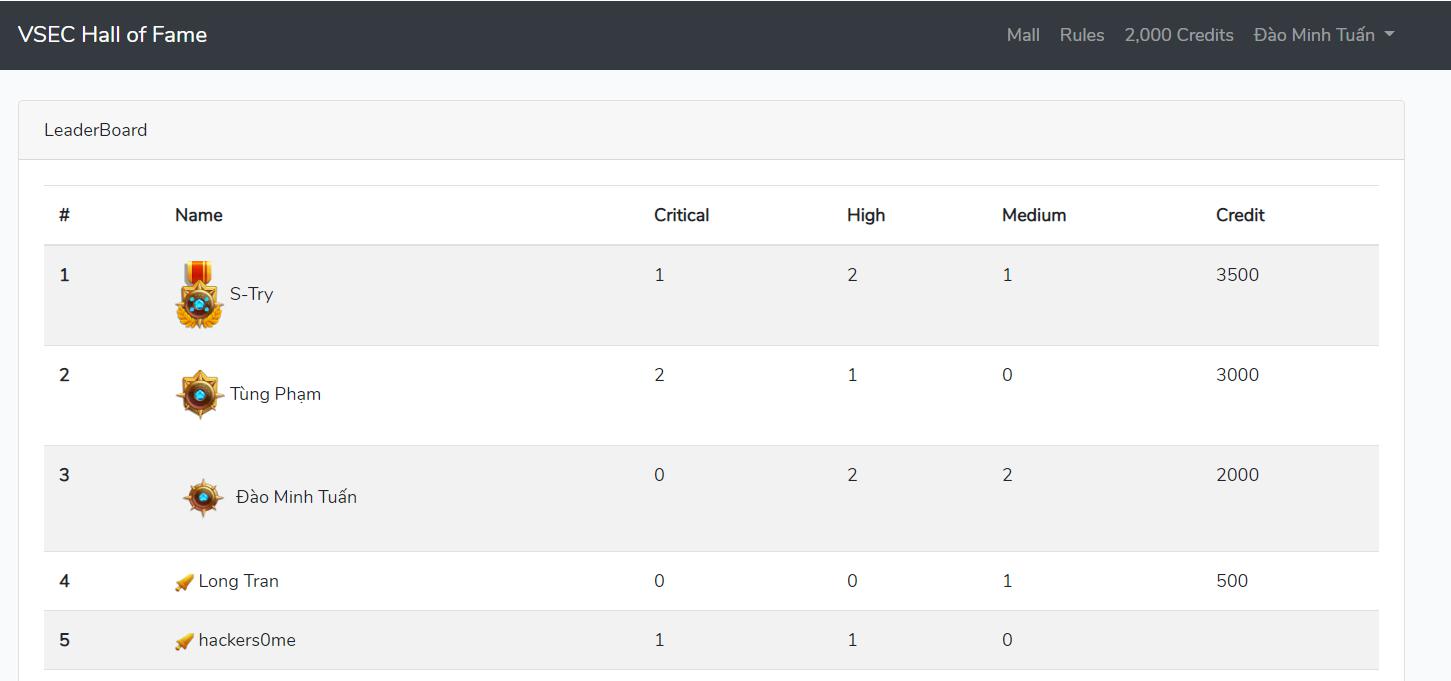 VSEC Hall of Fame Mall Rules 2,000 Credits Đào Minh Tuấn
LeaderBoard
# Name Critical High Medium Credit
1 S-Try 1 2 1 3500
2 Tùng Phạm 2 1 0 3000
3 Đào Minh Tuấn 0 2 2 2000
4 Long Tran 0 0 1 500
5 hackers0me 1 1 0